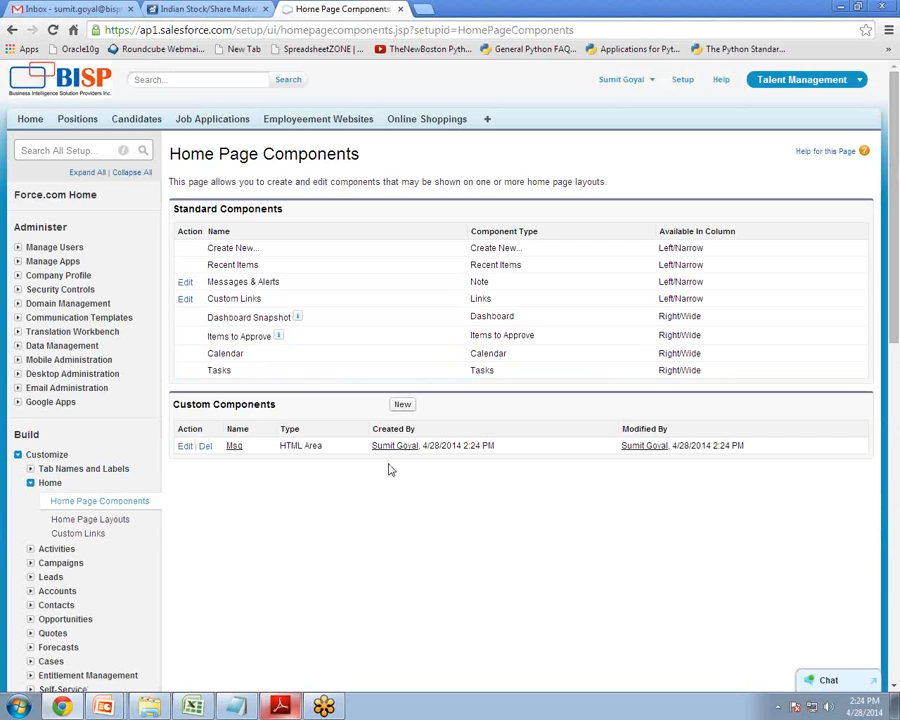 Inbox - sumit.goyal@bisp
Indian Stock/Share Market
Home Page Components
https://ap1.salesforce.com/setup/ui/homepagecomponents.jsp?setupid=HomePageComponents
Apps Oracle10g Roundcube Webmai... New Tab SpreadsheetZONE |... TheNewBoston Pyth... General Python FAQ... Applications for Pyt... The Python Standar... »
BISP
Business Intelligence Solution Providers Inc.
Search... Search
Sumit Goyal Setup Help Talent Management
Home Positions Candidates Job Applications Employeement Websites Online Shoppings +
Search All Setup...
Expand All | Collapse All
Force.com Home
Administer
Manage Users
Manage Apps
Company Profile
Security Controls
Domain Management
Communication Templates
Translation Workbench
Data Management
Mobile Administration
Desktop Administration
Email Administration
Google Apps
Build
Customize
Tab Names and Labels
Home
Home Page Components
Home Page Layouts
Custom Links
Activities
Campaigns
Leads
Accounts
Contacts
Opportunities
Quotes
Forecasts
Cases
Entitlement Management
Self-Service
Home Page Components
Help for this Page ?
This page allows you to create and edit components that may be shown on one or more home page layouts.
Standard Components
Action Name Component Type Available In Column
Create New... Create New... Left/Narrow
Recent Items Recent Items Left/Narrow
Edit Messages & Alerts Note Left/Narrow
Edit Custom Links Links Left/Narrow
Dashboard Snapshot i Dashboard Right/Wide
Items to Approve i Items to Approve Right/Wide
Calendar Calendar Right/Wide
Tasks Tasks Right/Wide
Custom Components New
Action Name Type Created By Modified By
Edit | Del Msg HTML Area Sumit Goyal, 4/28/2014 2:24 PM Sumit Goyal, 4/28/2014 2:24 PM
Chat
2:24 PM
4/28/2014